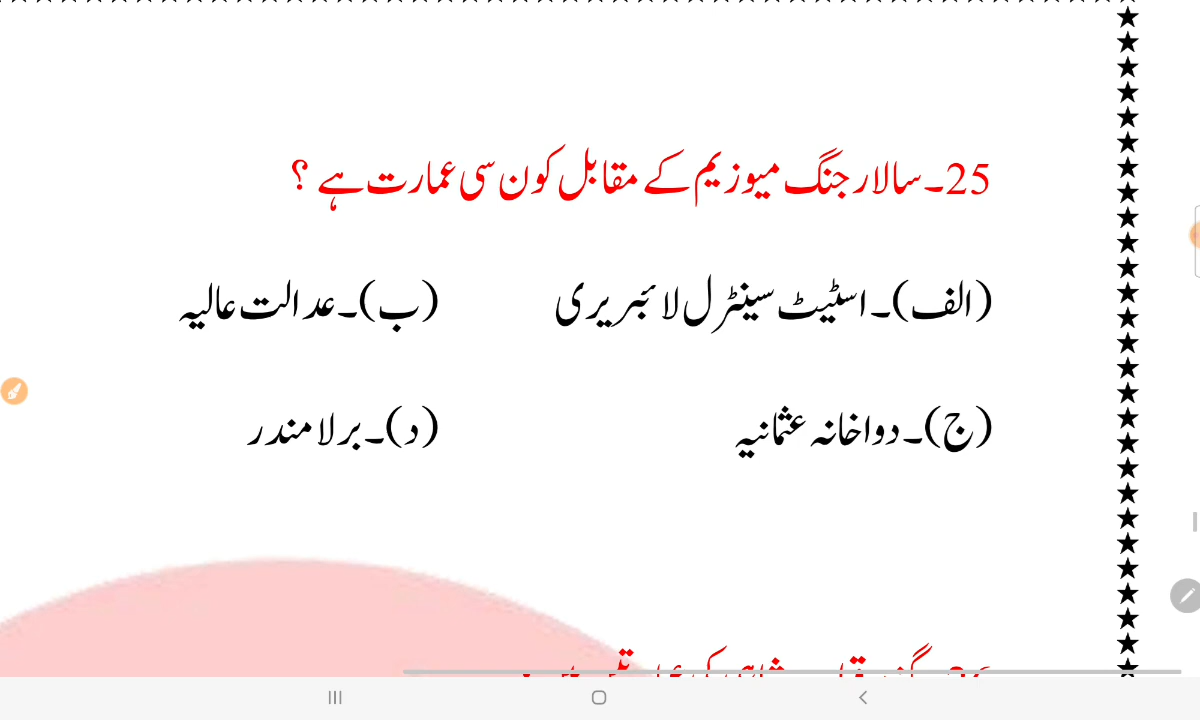 25۔سالار جنگ میوزیم کے مقابل کون سی عمارت ہے ؟
(الف)۔اسٹیٹ سینٹرل لائبریری (ب)۔عدالت عالیہ
(ج)۔دواخانہ عثمانیہ (د)۔برلا مندر